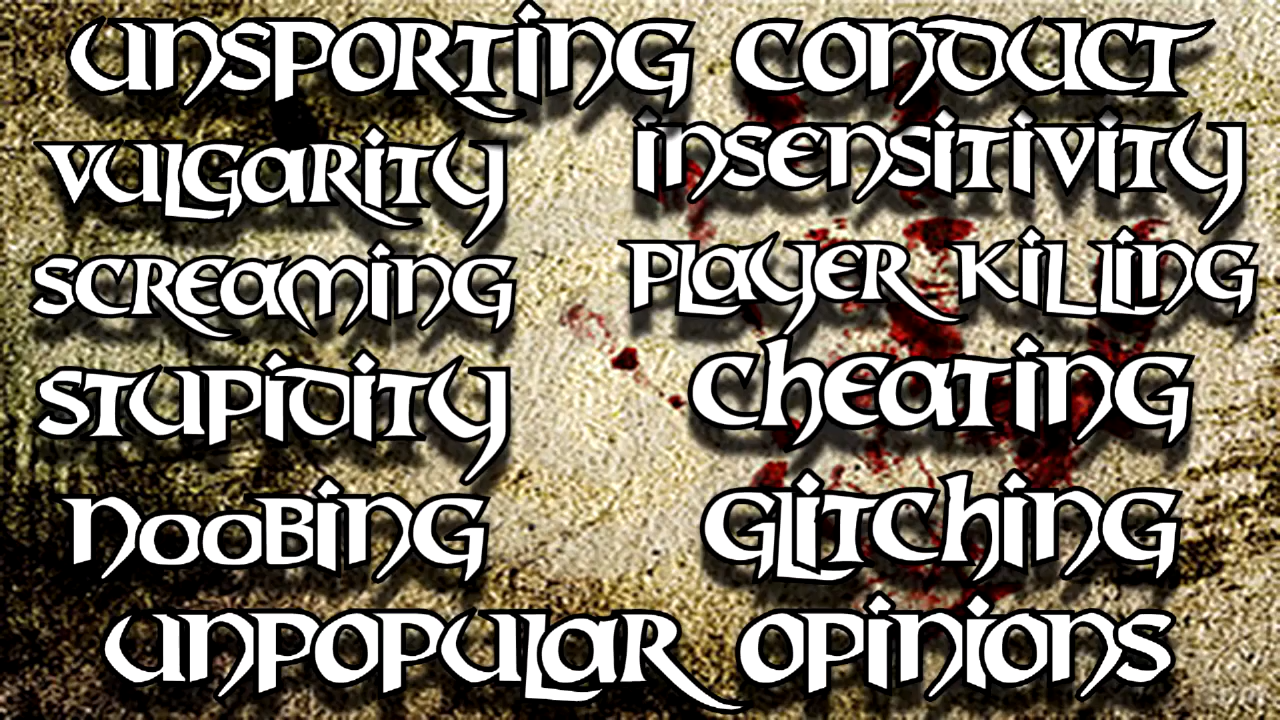 UNSPORTING CONDUCT
VULGARITY
INSENSITIVITY
SCREAMING
PLAYER KILLING
STUPIDITY
CHEATING
NOOBING
GLITCHING
UNPOPULAR OPINIONS